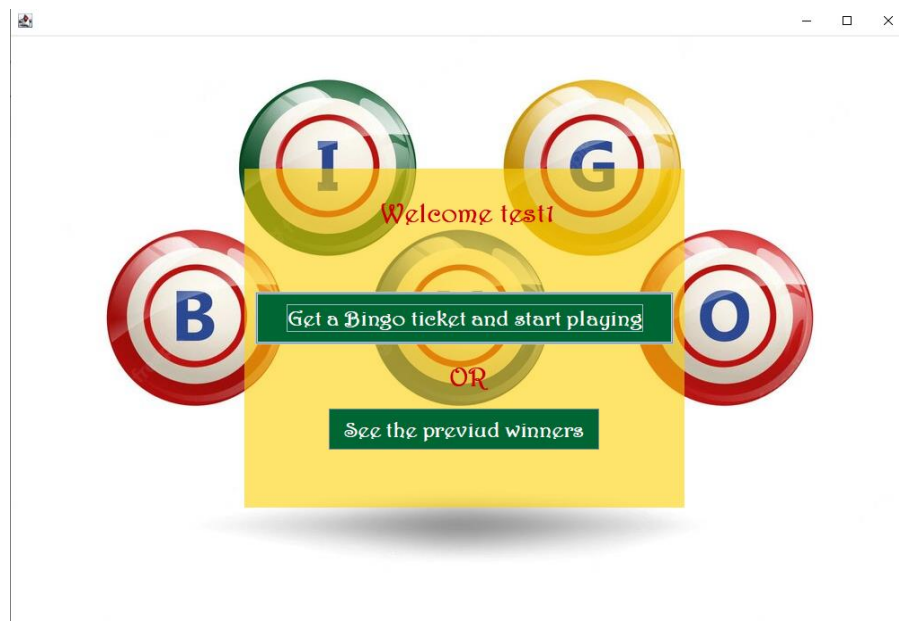 I
G
Welcome test1
B
O
Get a Bingo ticket and start playing
OR
See the previud winners